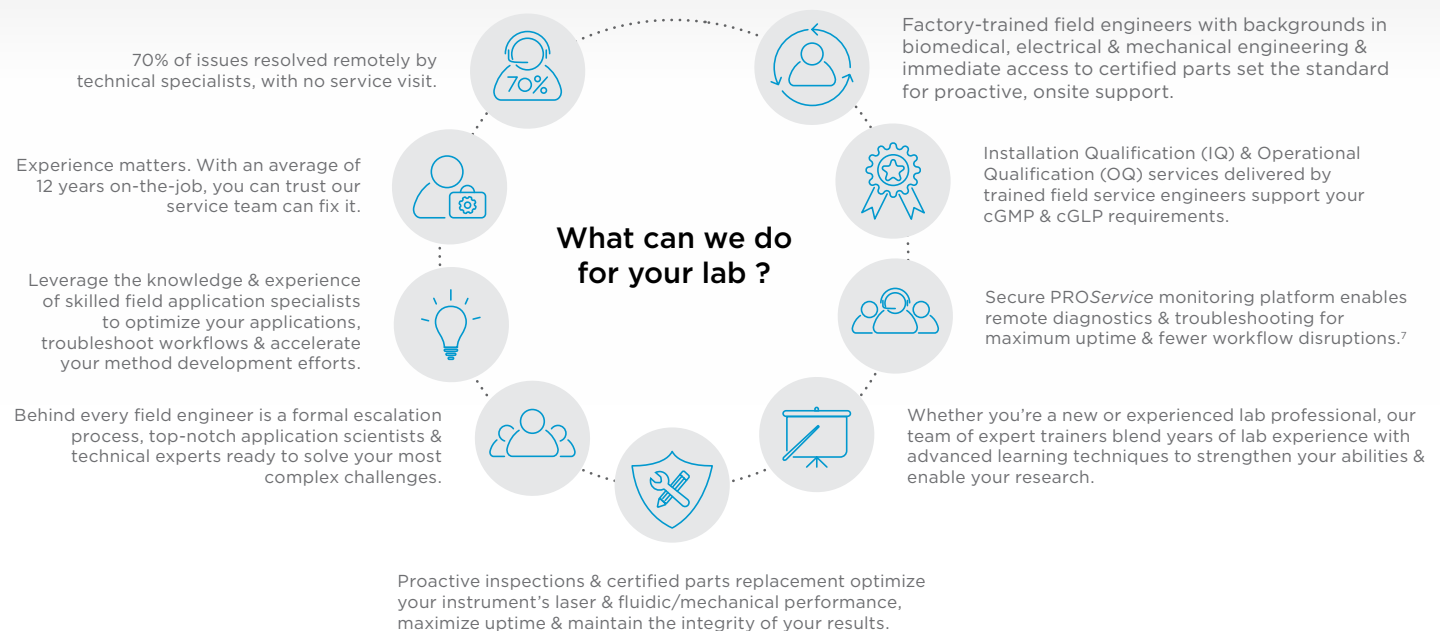 70% of issues resolved remotely by
technical specialists, with no service visit.
70%
Factory-trained field engineers with backgrounds in
biomedical, electrical & mechanical engineering &
immediate access to certified parts set the standard
for proactive, onsite support.
Experience matters. With an average of
12 years on-the-job, you can trust our
service team can fix it.
Installation Qualification (IQ) & Operational
Qualification (OQ) services delivered by
trained field service engineers support your
cGMP & cGLP requirements.
What can we do
for your lab ?
Leverage the knowledge & experience
of skilled field application specialists
to optimize your applications,
troubleshoot workflows & accelerate
your method development efforts.
Secure PROService monitoring platform enables
remote diagnostics & troubleshooting for
maximum uptime & fewer workflow disruptions.⁷
Behind every field engineer is a formal escalation
process, top-notch application scientists &
technical experts ready to solve your most
complex challenges.
Whether you’re a new or experienced lab professional, our
team of expert trainers blend years of lab experience with
advanced learning techniques to strengthen your abilities &
enable your research.
Proactive inspections & certified parts replacement optimize
your instrument’s laser & fluidic/mechanical performance,
maximize uptime & maintain the integrity of your results.